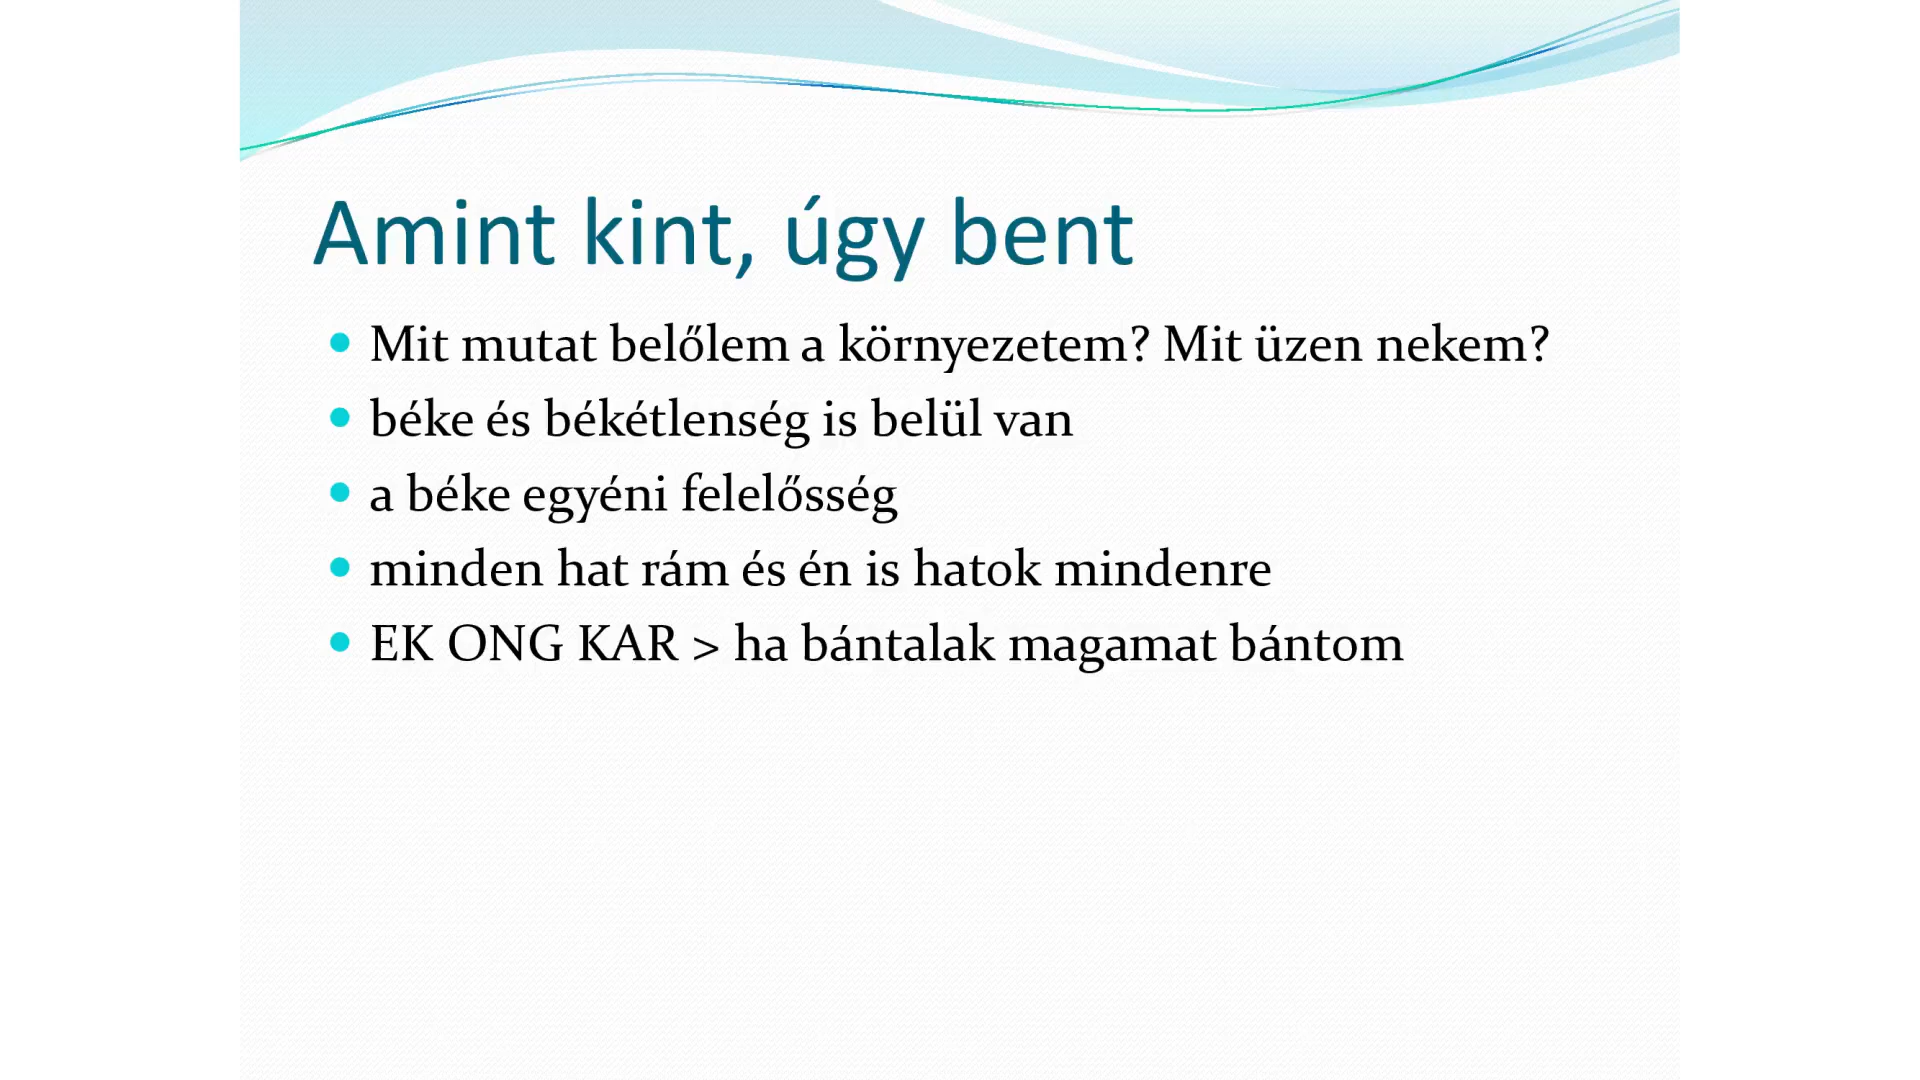 Amint kint, úgy bent
Mit mutat belőlem a környezetem? Mit üzen nekem?
béke és békétlenség is belül van
a béke egyéni felelősség
minden hat rám és én is hatok mindenre
EK ONG KAR > ha bántalak magamat bántom